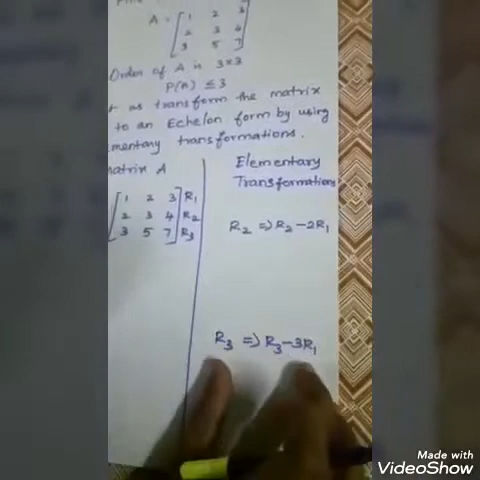 A = [ 1 2 3
2 3 4
3 5 7 ]
Order of A is 3×3
P(A) ≤ 3
as transform the matrix
to an Echelon form by using
transformations.
A
Elementary
Transformations
[ 1 2 3 ] R1
2 3 4 R2
3 5 7 R3
R2 => R2 - 2R1
R3 => R3 - 3R1
Made with
VideoShow